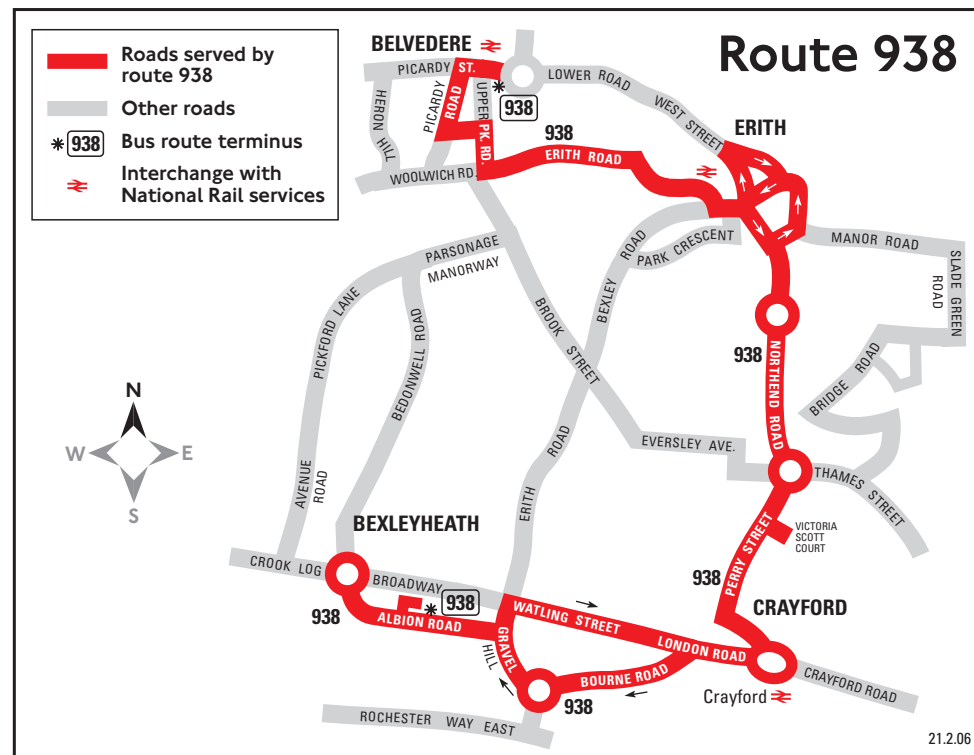 Route 938
Roads served by
route 938
Other roads
938 Bus route terminus
Interchange with
National Rail services
BELVEDERE
PICARDY ST.
938
LOWER ROAD
WEST STREET
ERITH
HERON HILL
PICARDY ROAD
UPPER PK. RD.
938
ERITH ROAD
WOOLWICH RD.
PARSONAGE
MANORWAY
BEXLEY ROAD
PARK CRESCENT
MANOR ROAD
SLADE GREEN
ROAD
PICKFORD LANE
BEDONWELL ROAD
BROOK STREET
938
NORTHEND ROAD
BRIDGE ROAD
N
W
E
S
AVENUE
ROAD
ERITH ROAD
EVERSLEY AVE.
THAMES STREET
BEXLEYHEATH
VICTORIA
SCOTT
COURT
PERRY STREET
938
CROOK LOG
BROADWAY
938
938
ALBION ROAD
GRAVEL
HILL
WATLING STREET
LONDON ROAD
CRAYFORD
BOURNE ROAD
938
Crayford
CRAYFORD ROAD
ROCHESTER WAY EAST
21.2.06